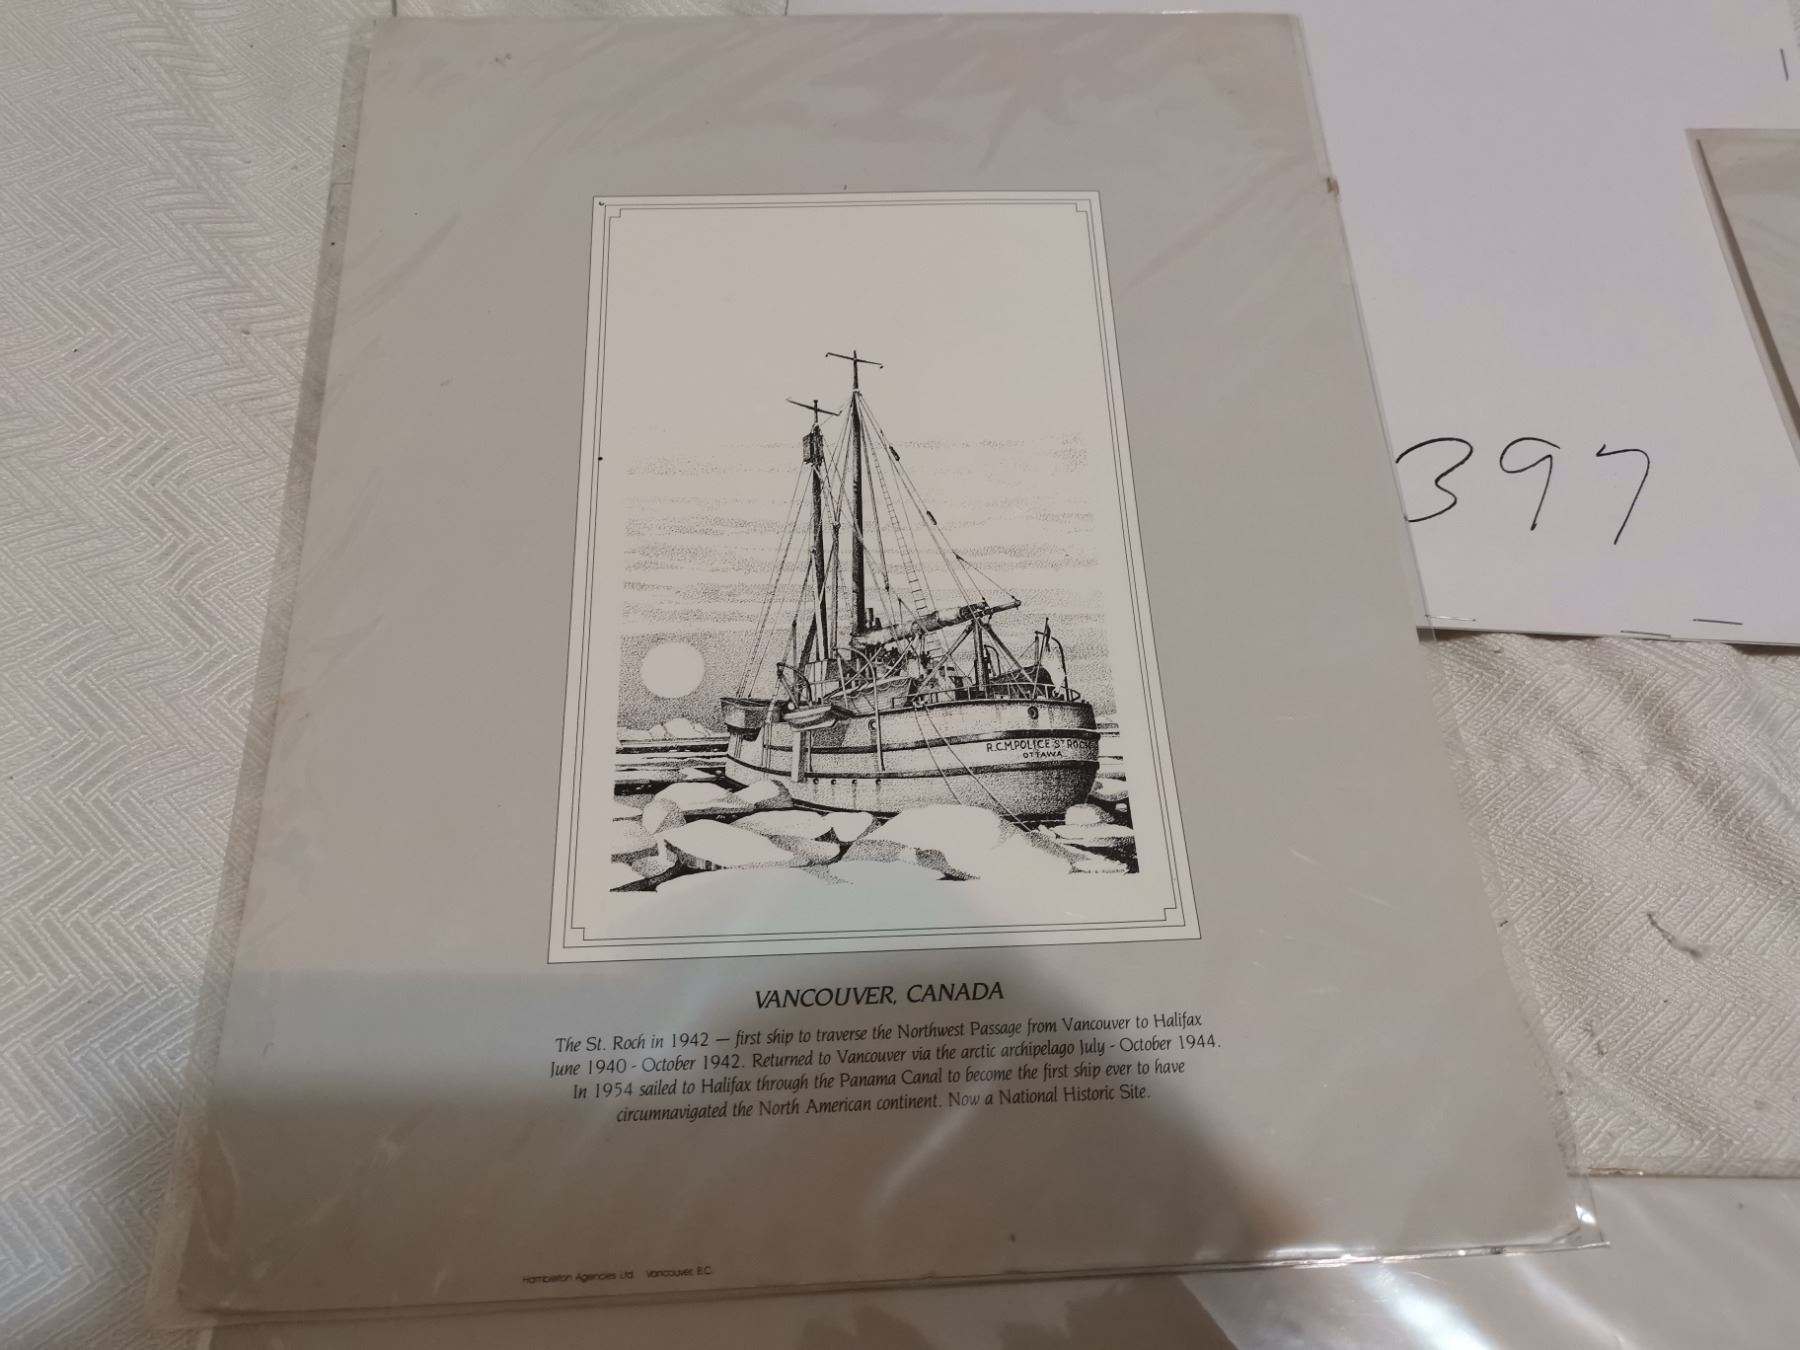 397
R.C.M.POLICE·ST ROCH
OTTAWA
VANCOUVER, CANADA
The St. Roch in 1942 — first ship to traverse the Northwest Passage from Vancouver to Halifax
June 1940 - October 1942. Returned to Vancouver via the arctic archipelago July - October 1944.
In 1954 sailed to Halifax through the Panama Canal to become the first ship ever to have
circumnavigated the North American continent. Now a National Historic Site.
Hambleton Agencies Ltd. Vancouver, B.C.